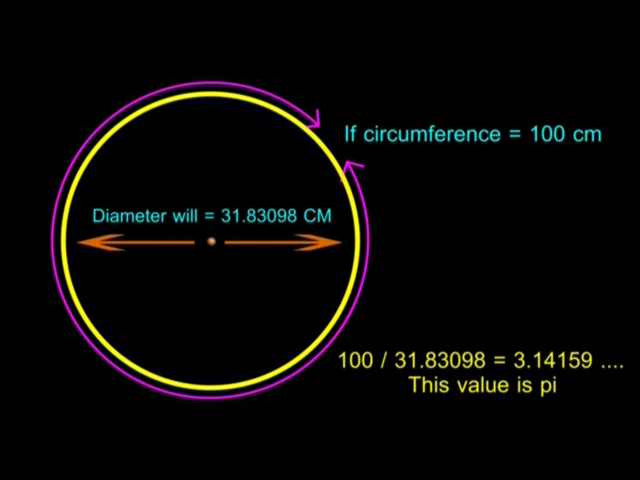 If circumference = 100 cm
Diameter will = 31.83098 CM
100 / 31.83098 = 3.14159 ....
This value is pi